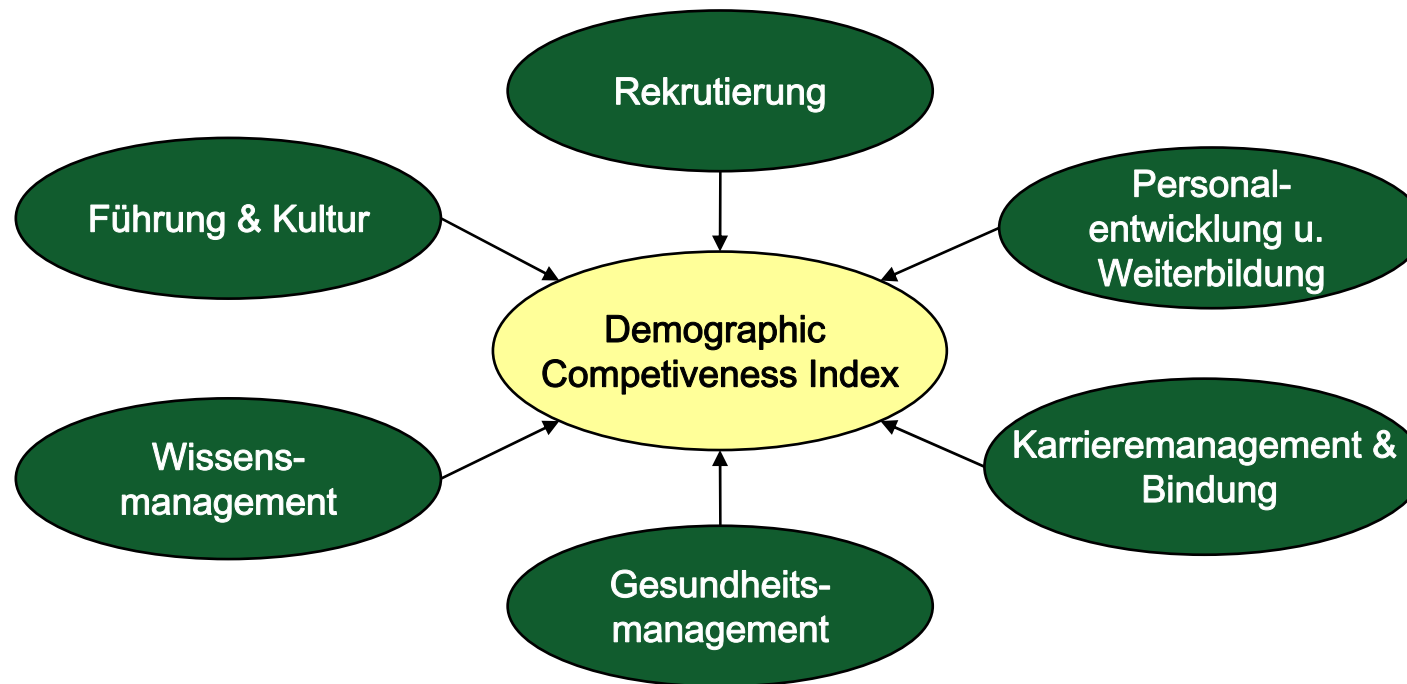 Rekrutierung
Führung & Kultur
Personal-
entwicklung u.
Weiterbildung
Demographic
Competiveness Index
Wissens-
management
Karrieremanagement &
Bindung
Gesundheits-
management